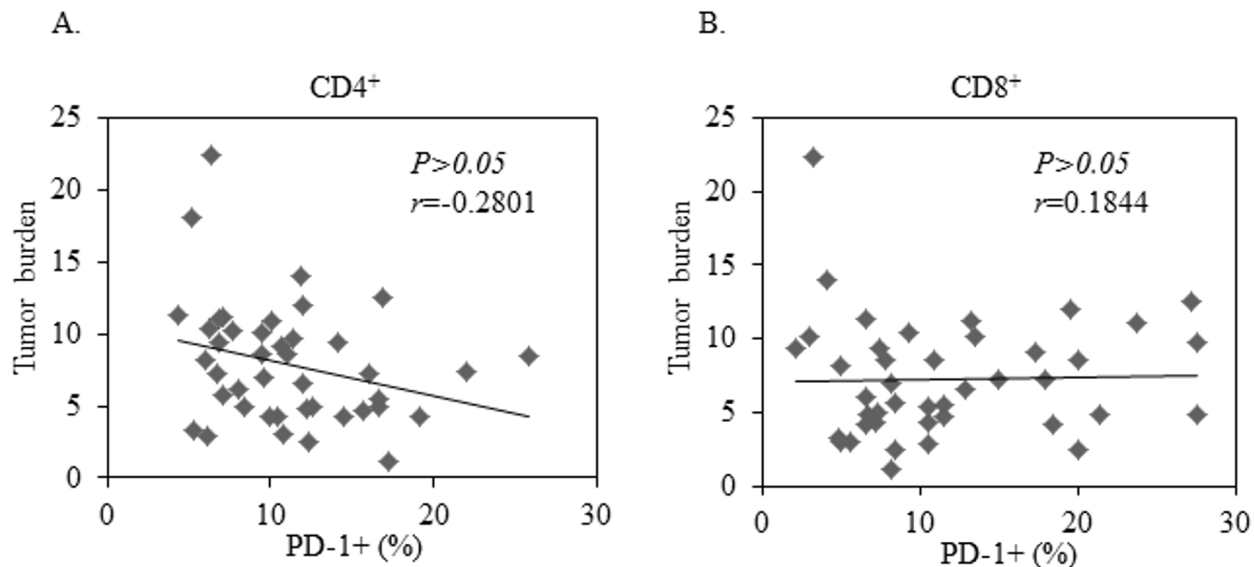 A.
CD4+
25
20
15
10
5
0
Tumor burden
P>0.05
r=-0.2801
0 10 20 30
PD-1+ (%)
B.
CD8+
25
20
15
10
5
0
Tumor burden
P>0.05
r=0.1844
0 10 20 30
PD-1+ (%)